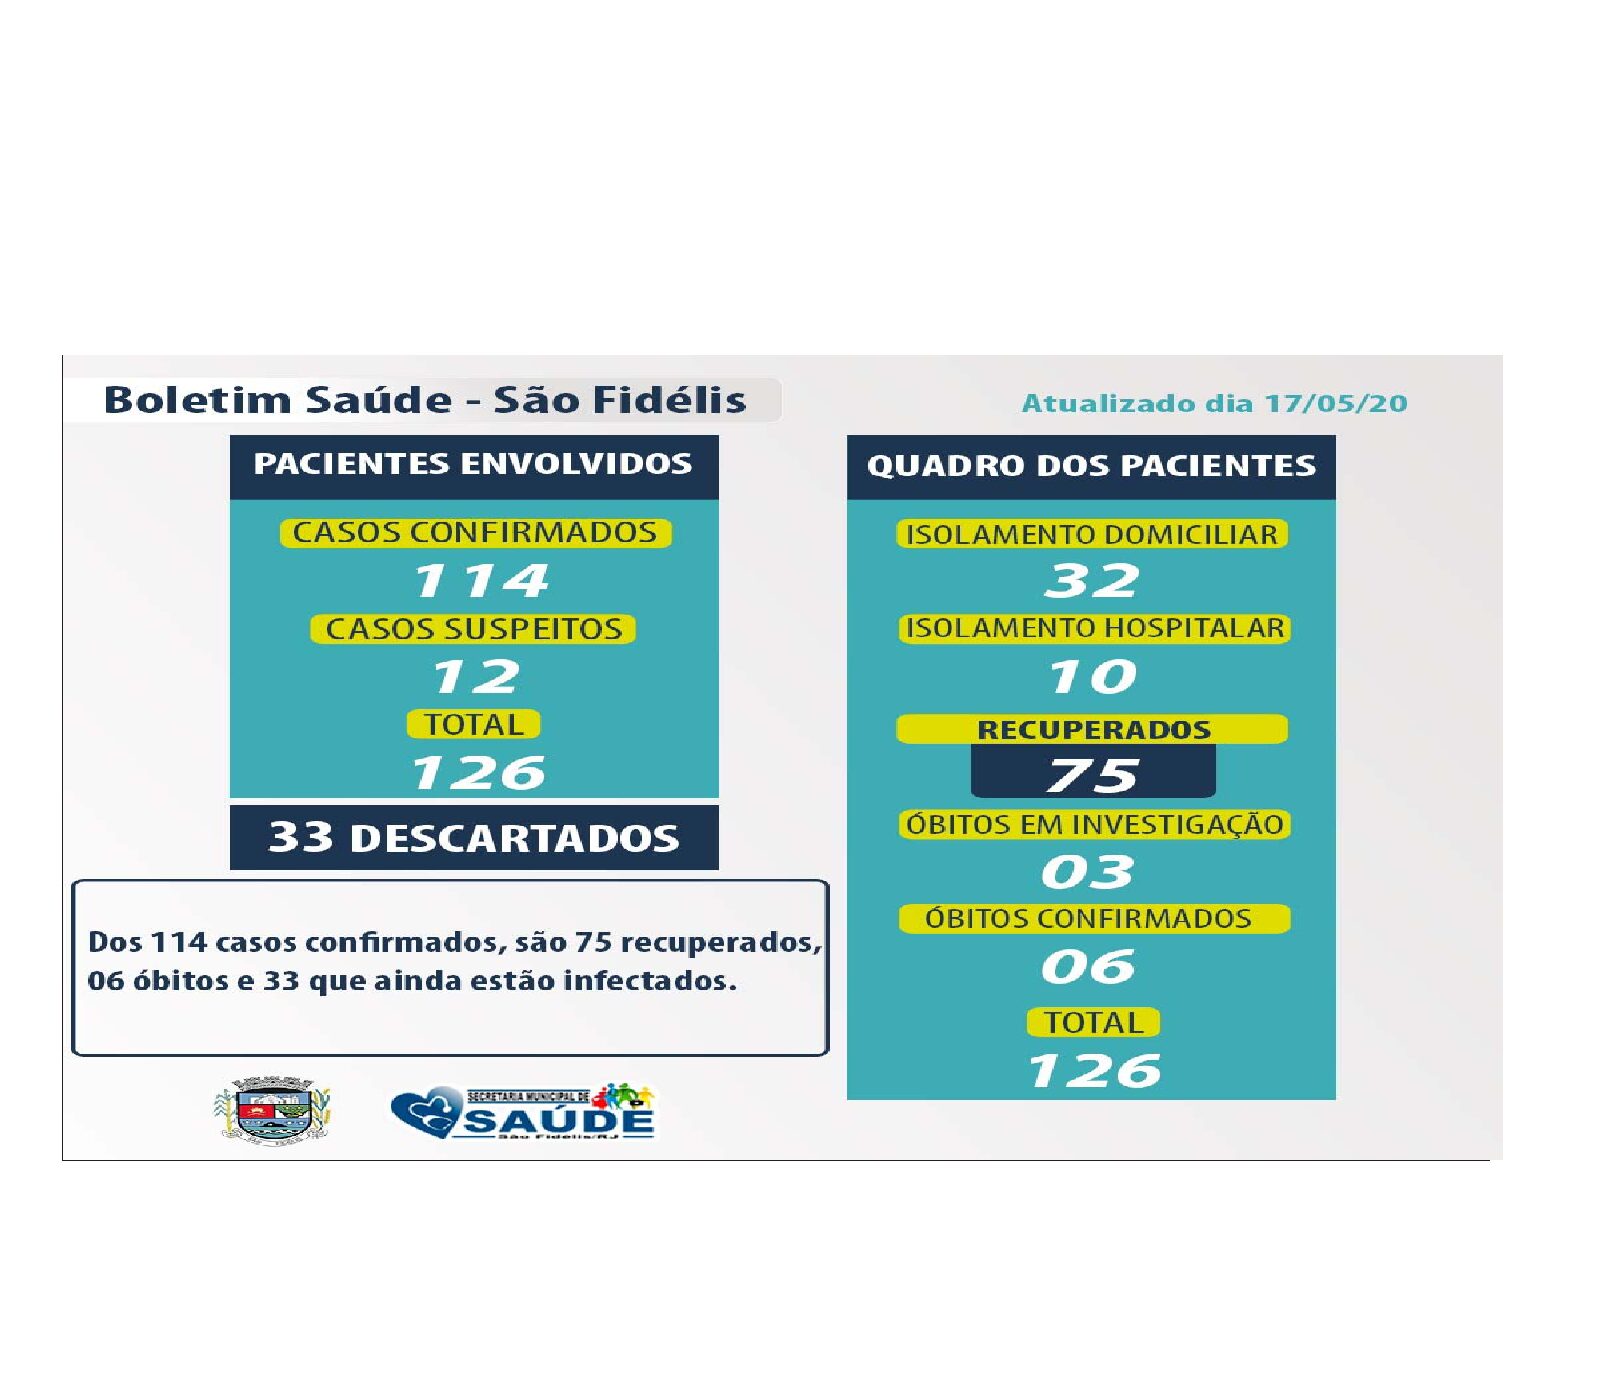 Boletim Saúde - São Fidélis
Atualizado dia 17/05/20
PACIENTES ENVOLVIDOS
CASOS CONFIRMADOS
114
CASOS SUSPEITOS
12
TOTAL
126
33 DESCARTADOS
Dos 114 casos confirmados, são 75 recuperados,
06 óbitos e 33 que ainda estão infectados.
SECRETARIA MUNICIPAL DE
SAÚDE
São Fidélis/RJ
QUADRO DOS PACIENTES
ISOLAMENTO DOMICILIAR
32
ISOLAMENTO HOSPITALAR
10
RECUPERADOS
75
ÓBITOS EM INVESTIGAÇÃO
03
ÓBITOS CONFIRMADOS
06
TOTAL
126